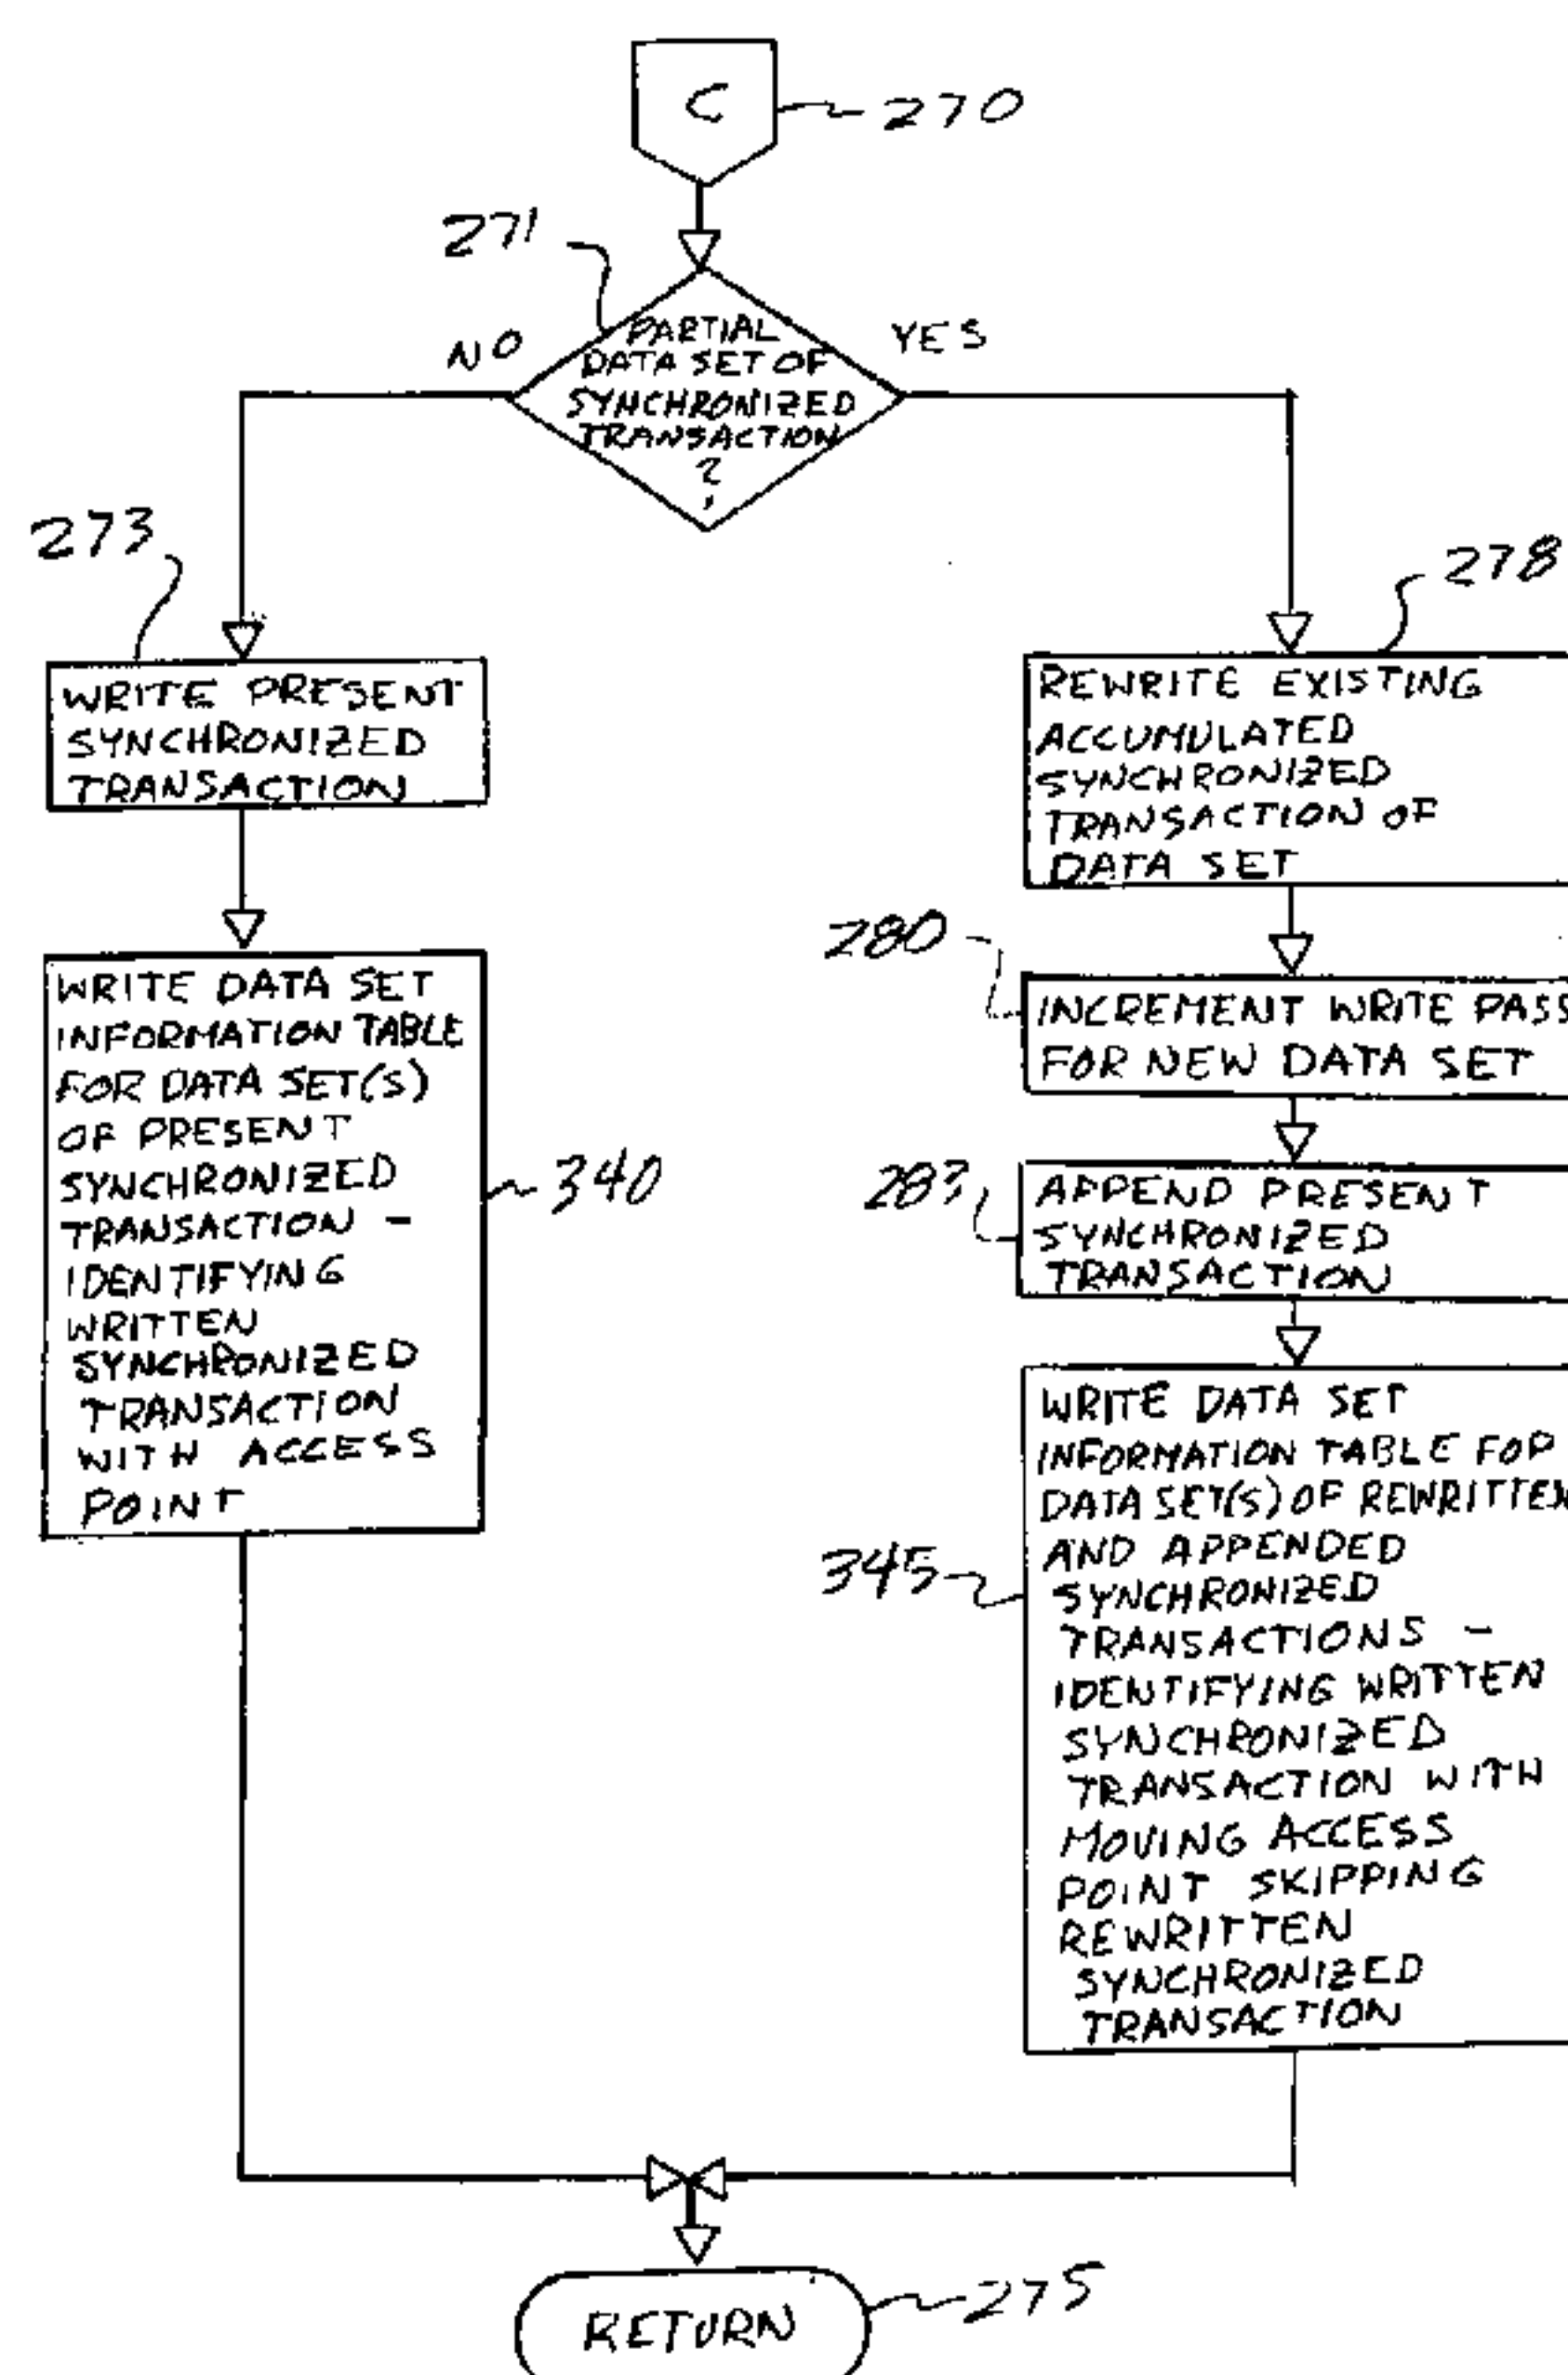 C
270
271
NO
YES
PARTIAL
DATA SET OF
SYNCHRONIZED
TRANSACTION
?
273
278
WRITE PRESENT
SYNCHRONIZED
TRANSACTION
REWRITE EXISTING
ACCUMULATED
SYNCHRONIZED
TRANSACTION OF
DATA SET
280
INCREMENT WRITE PASS
FOR NEW DATA SET
283
APPEND PRESENT
SYNCHRONIZED
TRANSACTION
WRITE DATA SET
INFORMATION TABLE
FOR DATA SET(S)
OF PRESENT
SYNCHRONIZED
TRANSACTION -
IDENTIFYING
WRITTEN
SYNCHRONIZED
TRANSACTION
WITH ACCESS
POINT
340
345
WRITE DATA SET
INFORMATION TABLE FOR
DATA SET(S) OF REWRITTEN
AND APPENDED
SYNCHRONIZED
TRANSACTIONS -
IDENTIFYING WRITTEN
SYNCHRONIZED
TRANSACTION WITH
MOVING ACCESS
POINT SKIPPING
REWRITTEN
SYNCHRONIZED
TRANSACTION
RETURN
275